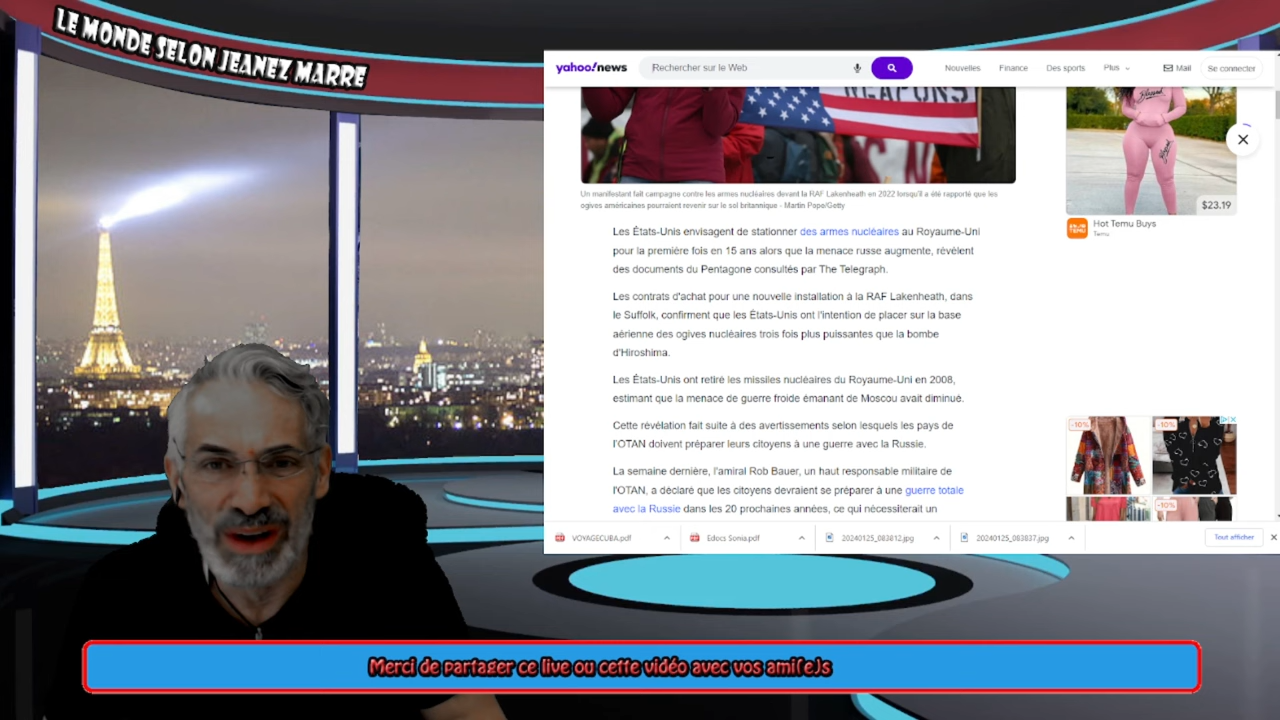 LE MONDE SELON JEANEZ MARRE
yahoo!news
Rechercher sur le Web
Nouvelles
Finance
Des sports
Plus
Mail
Se connecter
WEAPONS
$23.19
Hot Temu Buys
Temu
Un manifestant fait campagne contre les armes nucléaires devant la RAF Lakenheath en 2022 lorsqu'il a été rapporté que les
ogives américaines pourraient revenir sur le sol britannique - Martin Pope/Getty
Les États-Unis envisagent de stationner des armes nucléaires au Royaume-Uni
pour la première fois en 15 ans alors que la menace russe augmente, révèlent
des documents du Pentagone consultés par The Telegraph.
Les contrats d'achat pour une nouvelle installation à la RAF Lakenheath, dans
le Suffolk, confirment que les États-Unis ont l'intention de placer sur la base
aérienne des ogives nucléaires trois fois plus puissantes que la bombe
d'Hiroshima.
Les États-Unis ont retiré les missiles nucléaires du Royaume-Uni en 2008,
estimant que la menace de guerre froide émanant de Moscou avait diminué.
Cette révélation fait suite à des avertissements selon lesquels les pays de
l'OTAN doivent préparer leurs citoyens à une guerre avec la Russie.
La semaine dernière, l'amiral Rob Bauer, un haut responsable militaire de
l'OTAN, a déclaré que les citoyens devraient se préparer à une guerre totale
avec la Russie dans les 20 prochaines années, ce qui nécessiterait un
-10%
-10%
-10%
VOYAGECUBA.pdf
Edocs Sonia.pdf
20240125_083812.jpg
20240125_083837.jpg
Tout afficher
Merci de partager ce live ou cette vidéo avec vos ami(e)s